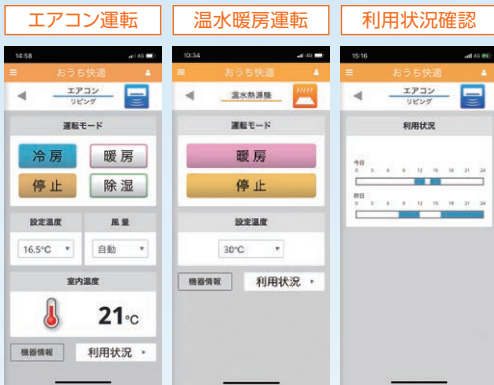 エアコン運転
14:58
4G
おうち快適
エアコン
リビング
運転モード
冷房
暖房
停止
除湿
設定温度
風量
16.5℃
自動
室内温度
21℃
機器情報
利用状況
温水暖房運転
10:34
4G
おうち快適
温水熱源機
運転モード
暖房
停止
設定温度
30℃
機器情報
利用状況
利用状況確認
15:16
4G
おうち快適
エアコン
リビング
利用状況
今日
0 3 6 9 12 15 18 21 24
昨日
0 3 6 9 12 15 18 21 24